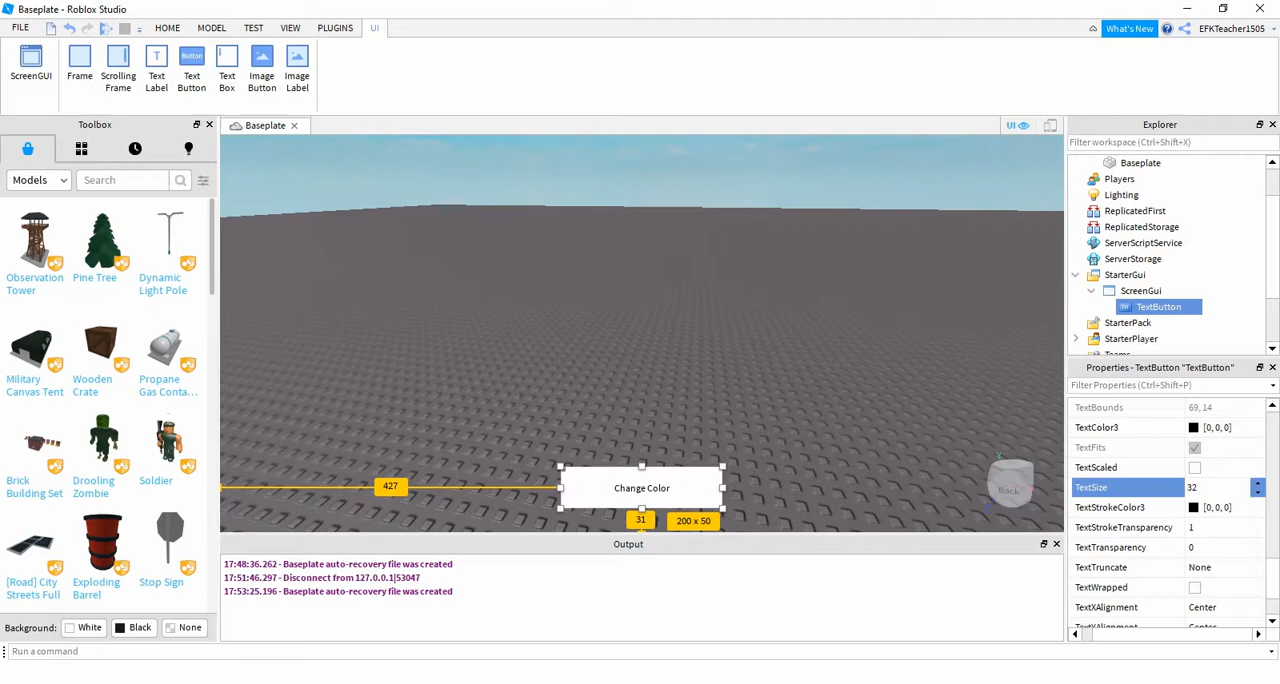 Baseplate - Roblox Studio
FILE HOME MODEL TEST VIEW PLUGINS UI What's New EFKTeacher1505
ScreenGUI Frame Scrolling Frame Text Label Text Button Text Box Image Button Image Label
Button
Toolbox
Models Search
Observation Tower
Pine Tree
Dynamic Light Pole
Military Canvas Tent
Wooden Crate
Propane Gas Conta...
Brick Building Set
Drooling Zombie
Soldier
[Road] City Streets Full
Exploding Barrel
Stop Sign
Background: White Black None
Baseplate
UI
427
Change Color
31
200 x 50
Back
Output
17:48:36.262 - Baseplate auto-recovery file was created
17:51:46.297 - Disconnect from 127.0.0.1|53047
17:53:25.196 - Baseplate auto-recovery file was created
Explorer
Filter workspace (Ctrl+Shift+X)
Baseplate
Players
Lighting
ReplicatedFirst
ReplicatedStorage
ServerScriptService
ServerStorage
StarterGui
ScreenGui
TextButton
StarterPack
StarterPlayer
Teams
Properties - TextButton "TextButton"
Filter Properties (Ctrl+Shift+P)
TextBounds 69, 14
TextColor3 [0, 0, 0]
TextFits
TextScaled
TextSize 32
TextStrokeColor3 [0, 0, 0]
TextStrokeTransparency 1
TextTransparency 0
TextTruncate None
TextWrapped
TextXAlignment Center
TextYAlignment Center
Run a command